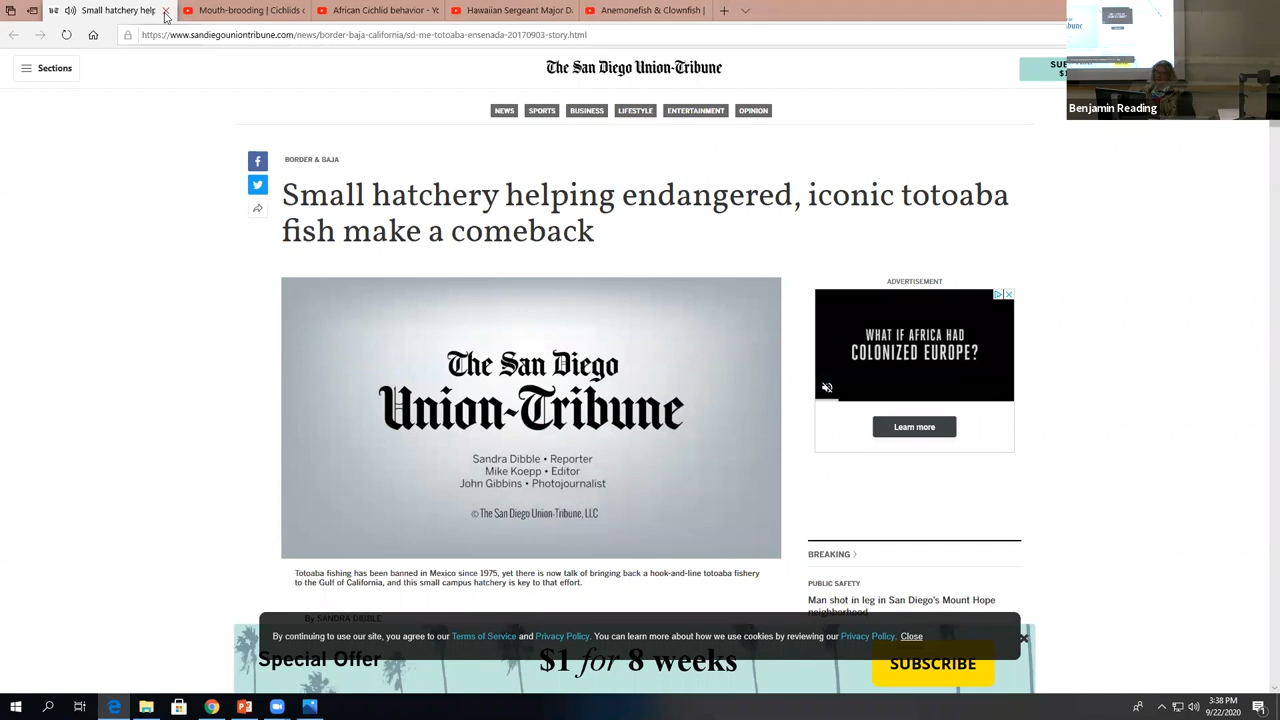 Small hatchery help
Mouth-brooding | Cichlids c
African Cichlid behavior - Yo
Harnessing Sergeant Major D
Anemonefish & Clownfish |
https://www.sandiegouniontribune.com/news/border-baja-california/sd-me-totoaba-ensenada-20170903-story.html
Sections
The San Diego Union-Tribune
SUB
$1
NEWS
SPORTS
BUSINESS
LIFESTYLE
ENTERTAINMENT
OPINION
Benjamin Reading
BORDER & BAJA
Small hatchery helping endangered, iconic totoaba
fish make a comeback
The San Diego
Union-Tribune
Sandra Dibble • Reporter
Mike Koepp • Editor
John Gibbins • Photojournalist
© The San Diego Union-Tribune, LLC
Totoaba fishing has been banned in Mexico since 1975, yet there is now talk of bringing back a hook-and-line totoaba fishery
to the Gulf of California, and this small campus hatchery is key to that effort.
By SANDRA DIBBLE
ADVERTISEMENT
WHAT IF AFRICA HAD
COLONIZED EUROPE?
Learn more
BREAKING
PUBLIC SAFETY
Man shot in leg in San Diego's Mount Hope
neighborhood
By continuing to use our site, you agree to our Terms of Service and Privacy Policy. You can learn more about how we use cookies by reviewing our Privacy Policy. Close
Special Offer
$1 for 8 weeks
SUBSCRIBE
3:38 PM
9/22/2020